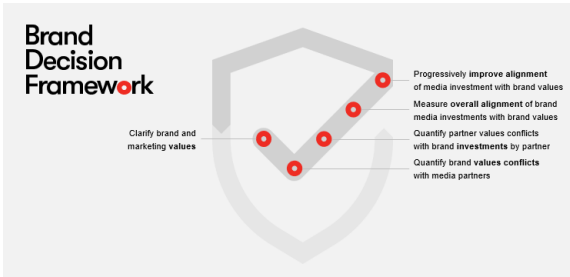 Brand
Decision
Framework
Progressively improve alignment
of media investment with brand values
Measure overall alignment of brand
media investments with brand values
Clarify brand and
marketing values
Quantify partner values conflicts
with brand investments by partner
Quantify brand values conflicts
with media partners